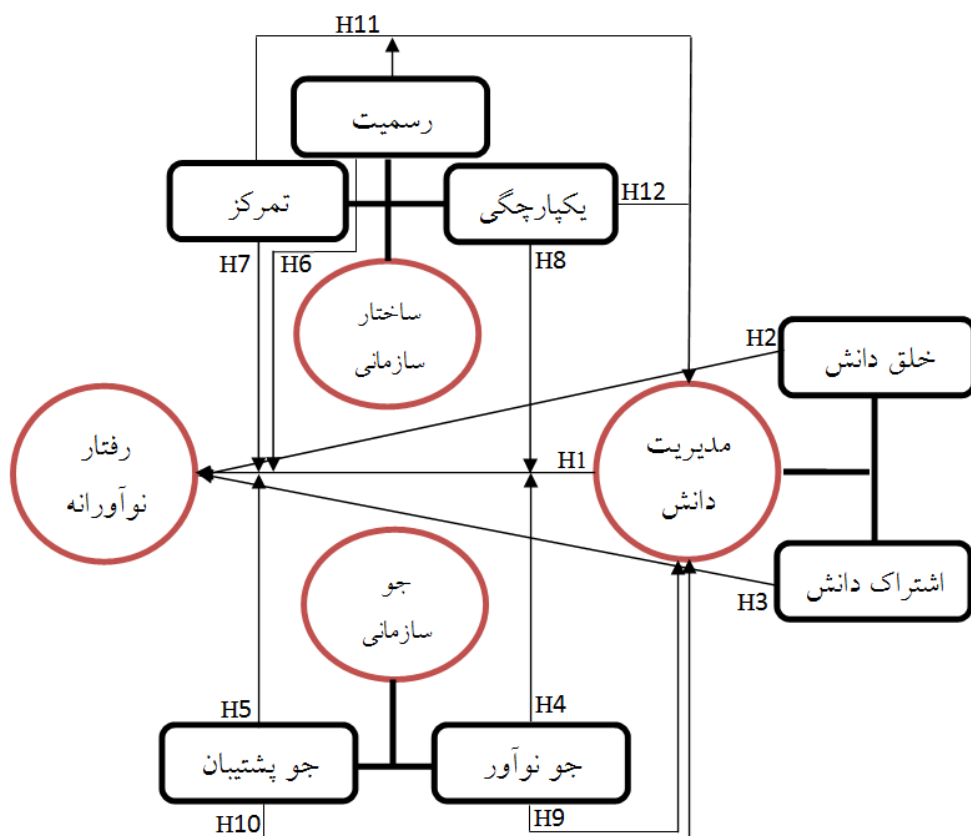 H11
رسمیت
تمرکز
یکپارچگی
H12
H7
H6
H8
ساختار
سازمانی
H2
خلق دانش
رفتار
نوآورانه
H1
مدیریت
دانش
جو
سازمانی
H3
اشتراک دانش
H5
H4
جو پشتیبان
جو نوآور
H10
H9